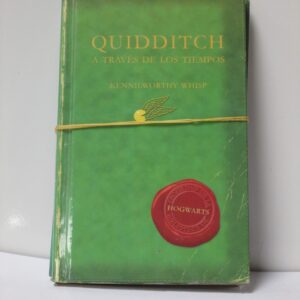 QUIDDITCH
A TRAVÉS DE LOS TIEMPOS
KENNILWORTHY WHISP
HOGWARTS